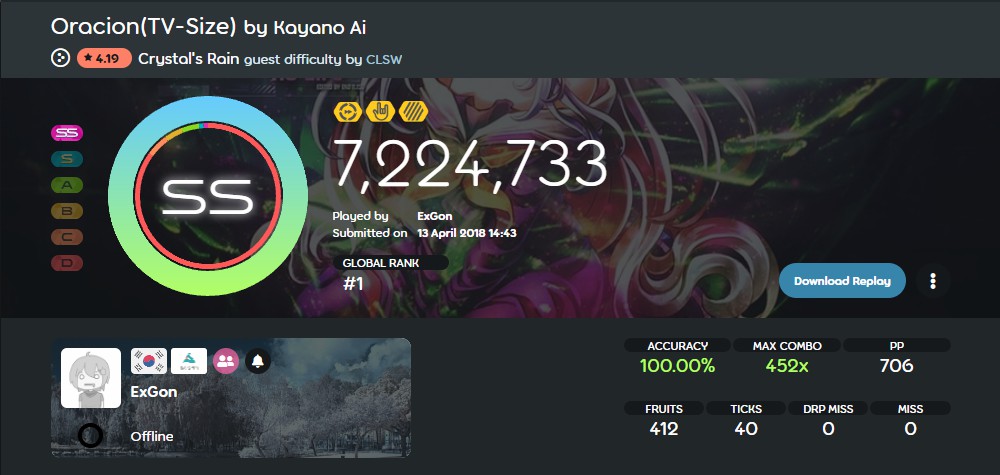 Oracion(TV-Size) by Kayano Ai
4.19 Crystal's Rain guest difficulty by CLSW
SS
S
A
B
C
D
SS
7,224,733
Played by ExGon
Submitted on 13 April 2018 14:43
GLOBAL RANK
#1
Download Replay
ExGon
Offline
ACCURACY MAX COMBO PP
100.00% 452x 706
FRUITS TICKS DRP MISS MISS
412 40 0 0